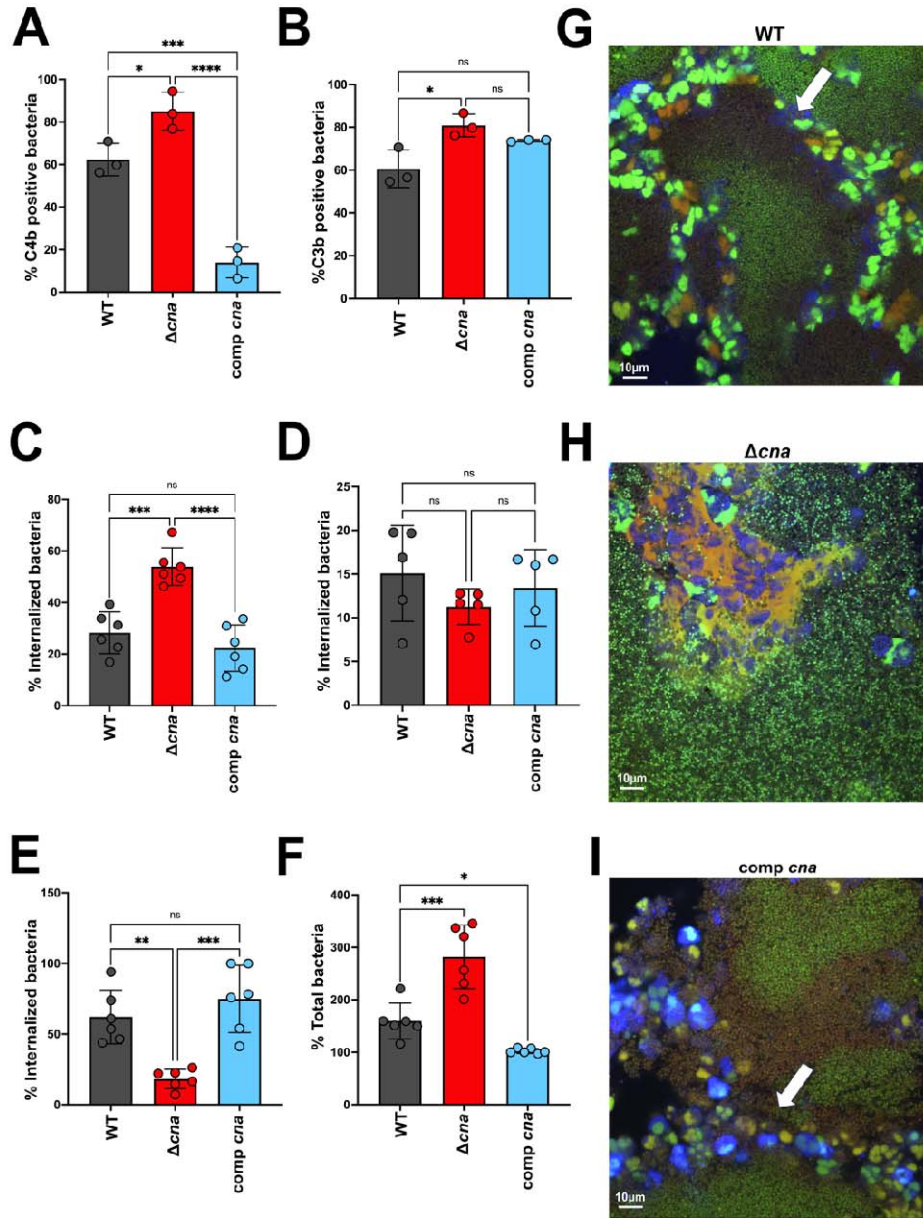 A
***
*
****
% C4b positive bacteria
100
80
60
40
20
0
WT
Δcna
comp cna
B
ns
*
ns
%C3b positive bacteria
100
80
60
40
20
0
WT
Δcna
comp cna
C
ns
***
****
% Internalized bacteria
80
60
40
20
0
WT
Δcna
comp cna
D
ns
ns
ns
% Internalized bacteria
25
20
15
10
5
0
WT
Δcna
comp cna
E
ns
**
***
% Internalized bacteria
150
100
50
0
WT
Δcna
comp cna
F
*
***
% Total bacteria
400
300
200
100
0
WT
Δcna
comp cna
G
WT
10µm
H
Δcna
10µm
I
comp cna
10µm